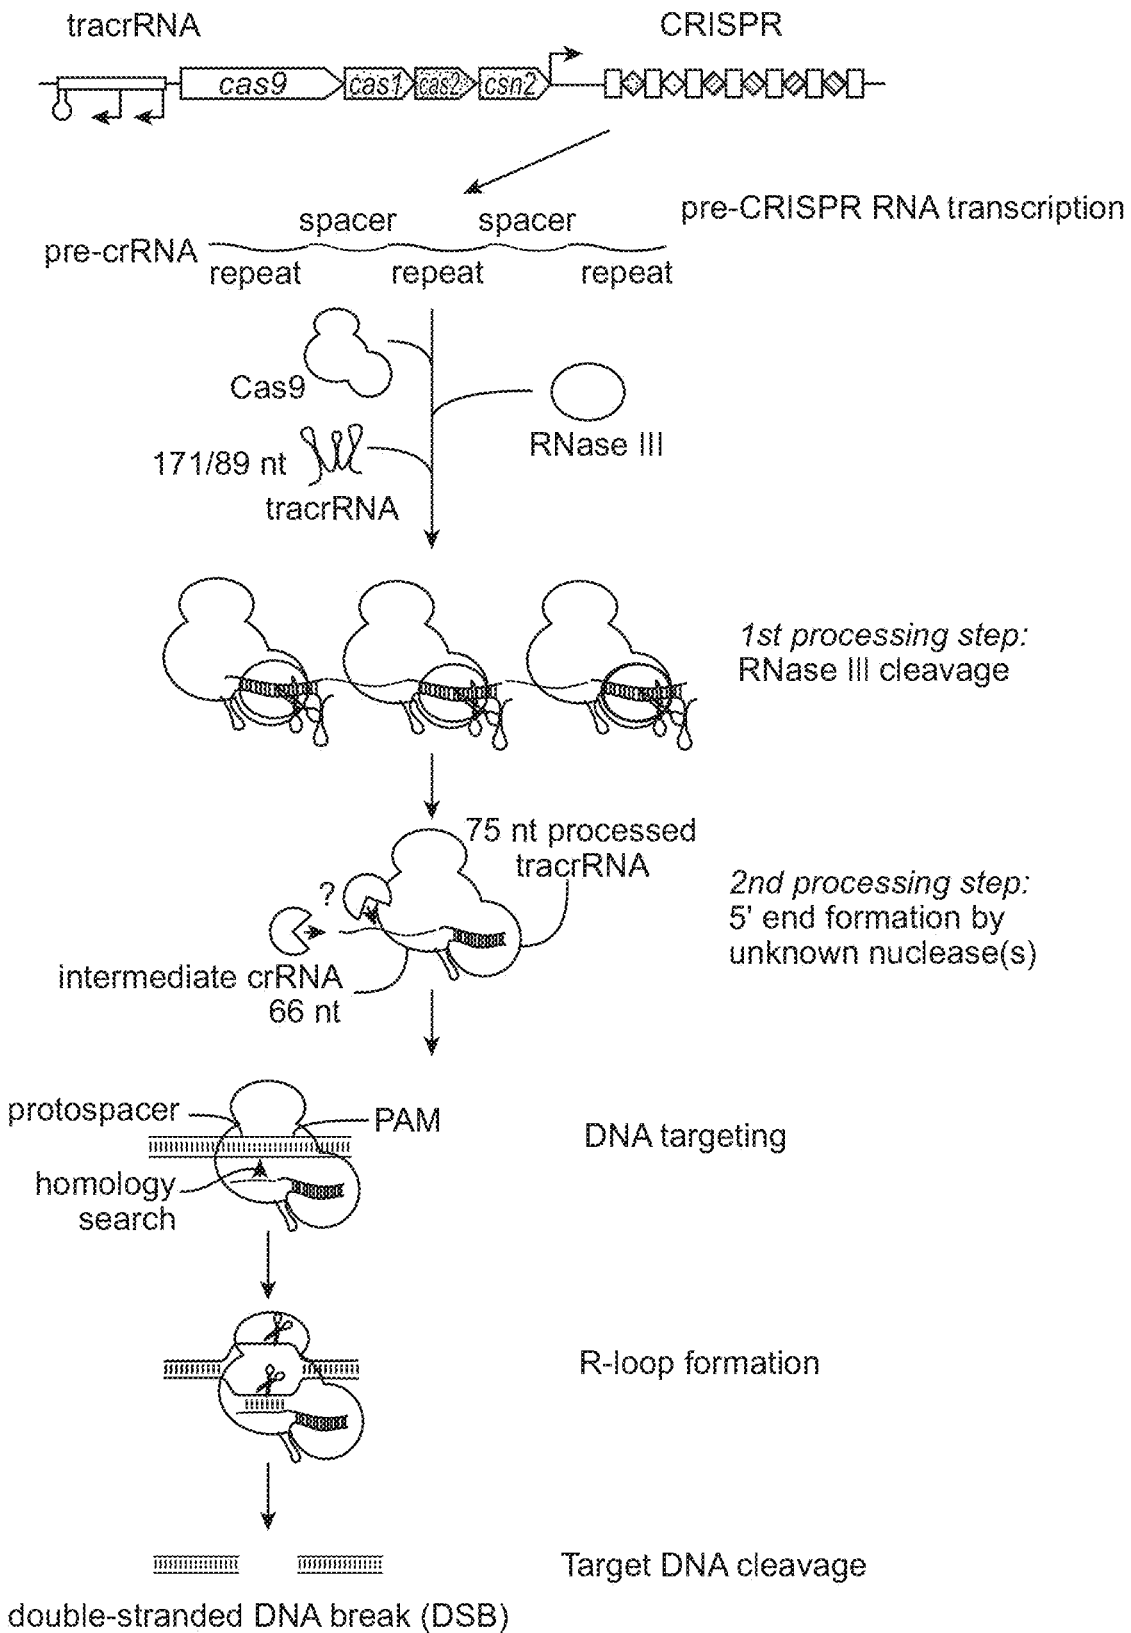 tracrRNA
CRISPR
cas9
cas1
cas2
csn2
pre-CRISPR RNA transcription
spacer
spacer
pre-crRNA
repeat
repeat
repeat
Cas9
RNase III
171/89 nt
tracrRNA
1st processing step:
RNase III cleavage
75 nt processed
tracrRNA
?
2nd processing step:
5' end formation by
unknown nuclease(s)
intermediate crRNA
66 nt
protospacer
PAM
DNA targeting
homology
search
R-loop formation
Target DNA cleavage
double-stranded DNA break (DSB)